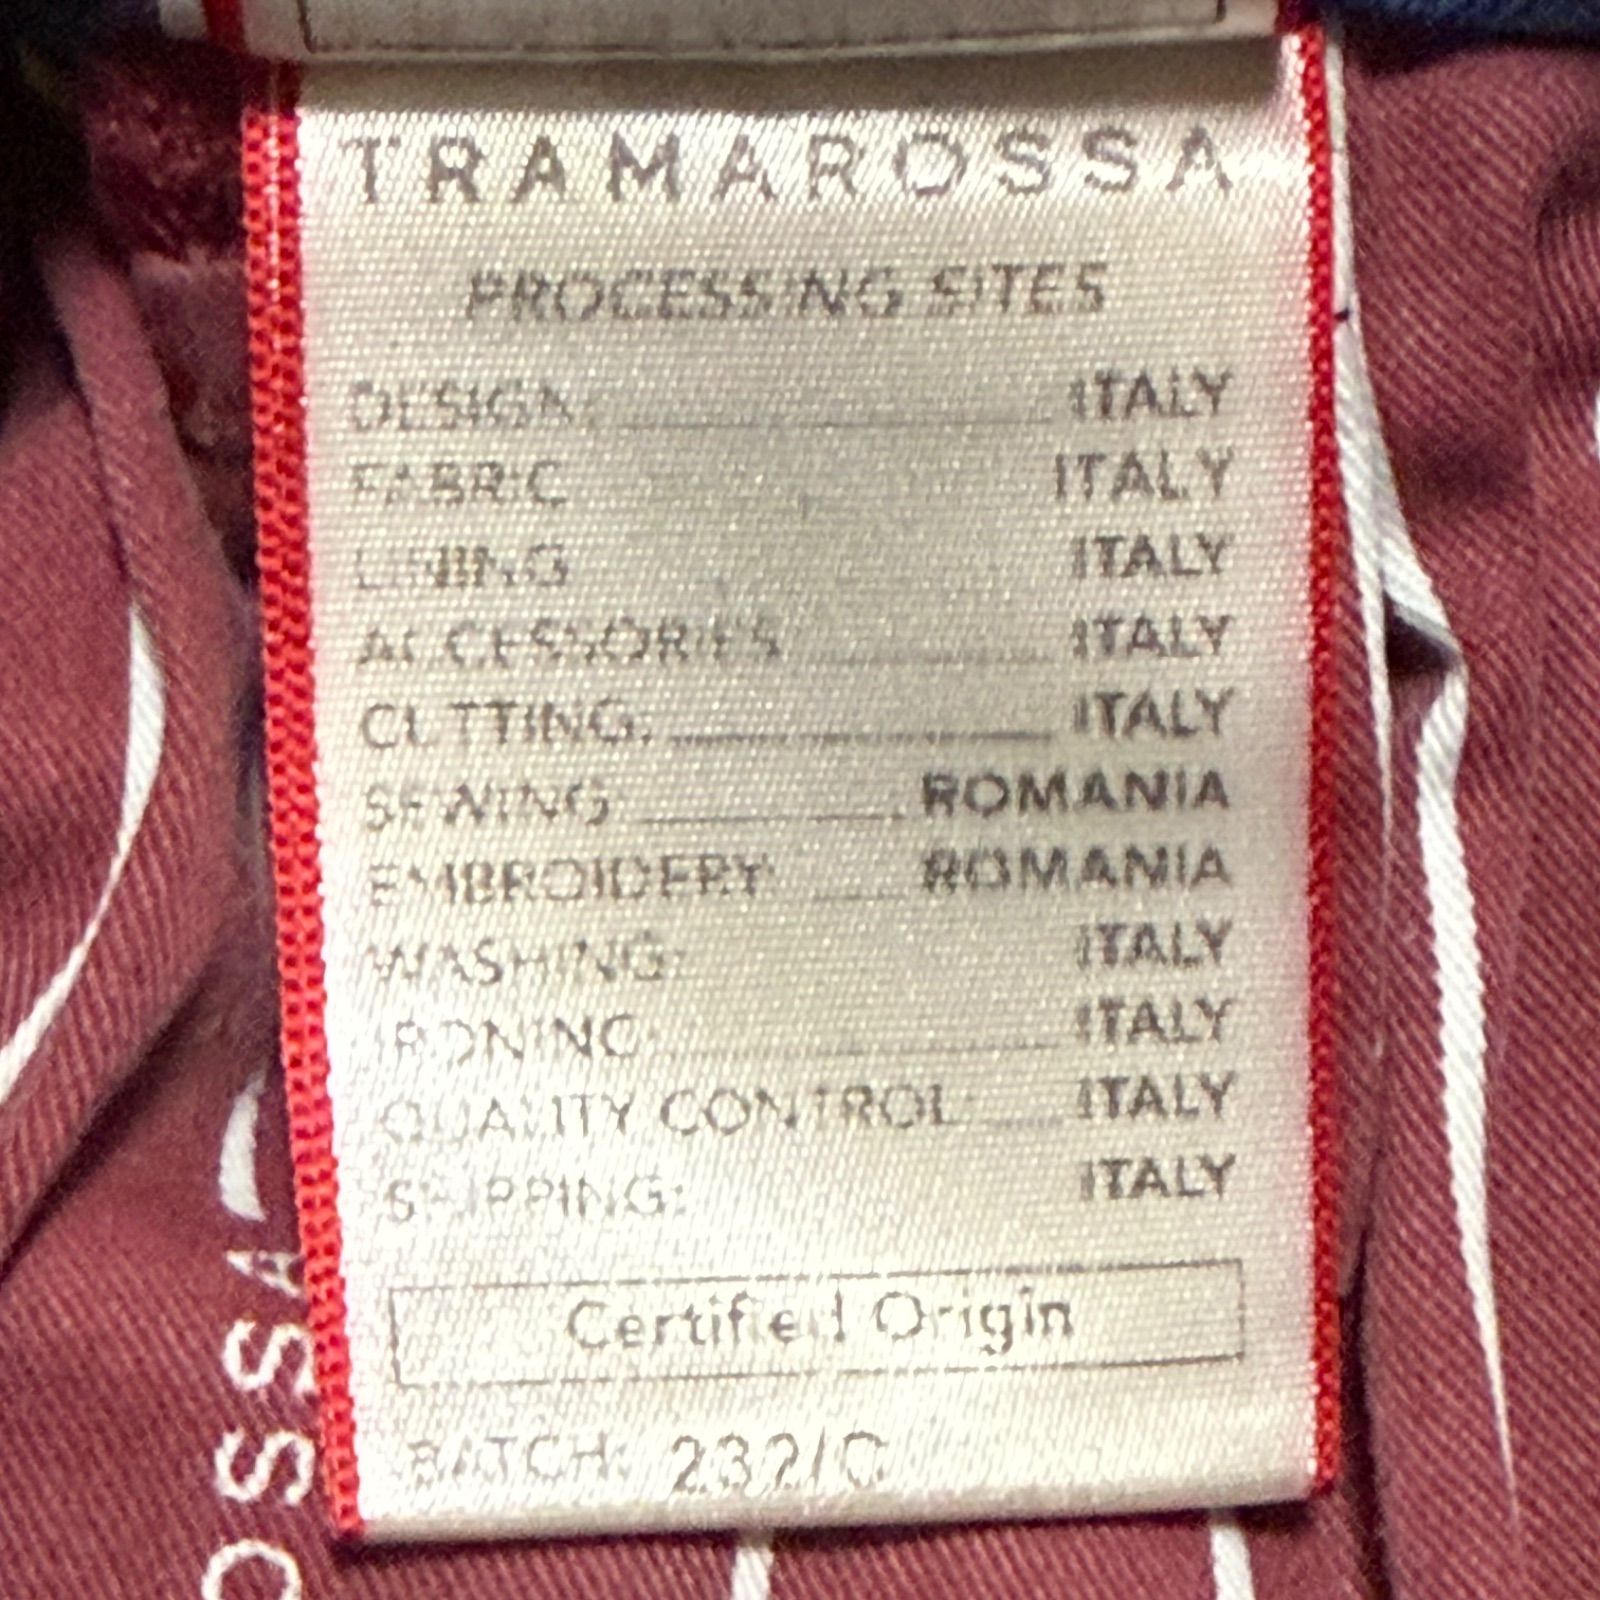 TRAMAROSSA
PROCESSING SITES
DESIGN: ITALY
FABRIC ITALY
LINING ITALY
ACCESSORIES ITALY
CUTTING: ITALY
SEWING ROMANIA
EMBROIDERY: ROMANIA
WASHING: ITALY
IRONING: ITALY
QUALITY CONTROL: ITALY
SHIPPING: ITALY
Certified Origin
BATCH: 232/C
OSSA